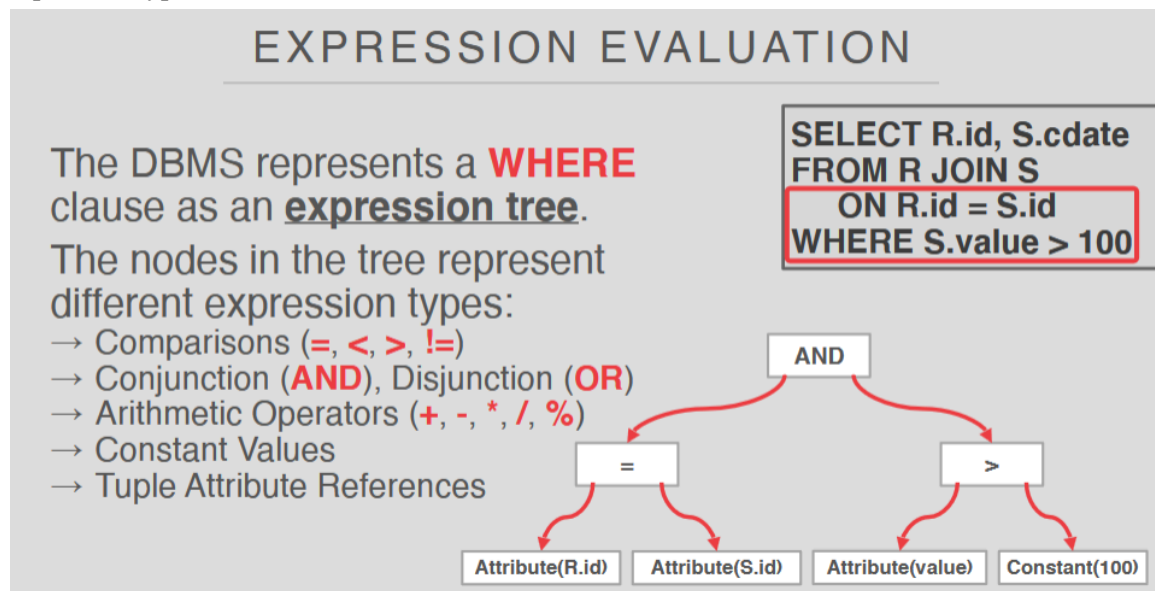 EXPRESSION EVALUATION
The DBMS represents a WHERE
clause as an expression tree.
The nodes in the tree represent
different expression types:
→ Comparisons (=, <, >, !=)
→ Conjunction (AND), Disjunction (OR)
→ Arithmetic Operators (+, -, *, /, %)
→ Constant Values
→ Tuple Attribute References
SELECT R.id, S.cdate
FROM R JOIN S
ON R.id = S.id
WHERE S.value > 100
AND
=
>
Attribute(R.id)
Attribute(S.id)
Attribute(value)
Constant(100)